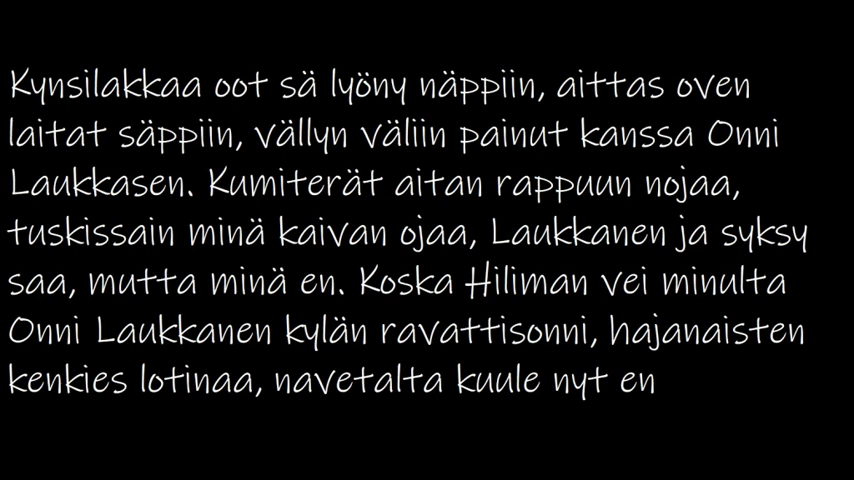 Kynsilakkaa oot sä lyöny näppiin, aittas oven
laitat säppiin, vällyn väliin painut kanssa Onni
Laukkasen. Kumiterät aitan rappuun nojaa,
tuskissain minä kaivan ojaa, Laukkanen ja syksy
saa, mutta minä en. Koska Hiliman vei minulta
Onni Laukkanen kylän ravattisonni, hajanaisten
kenkies lotinaa, navetalta kuule nyt en